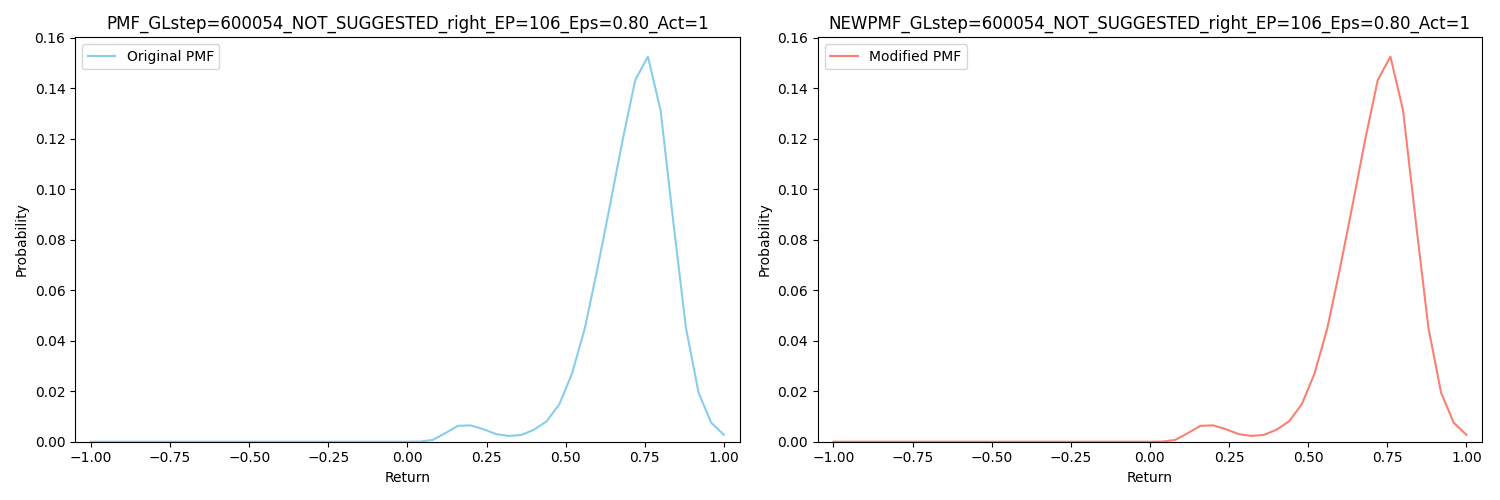 PMF_GLstep=600054_NOT_SUGGESTED_right_EP=106_Eps=0.80_Act=1
Original PMF
0.16
0.14
0.12
0.10
0.08
0.06
0.04
0.02
0.00
Probability
−1.00 −0.75 −0.50 −0.25 0.00 0.25 0.50 0.75 1.00
Return
NEWPMF_GLstep=600054_NOT_SUGGESTED_right_EP=106_Eps=0.80_Act=1
Modified PMF
0.16
0.14
0.12
0.10
0.08
0.06
0.04
0.02
0.00
Probability
−1.00 −0.75 −0.50 −0.25 0.00 0.25 0.50 0.75 1.00
Return